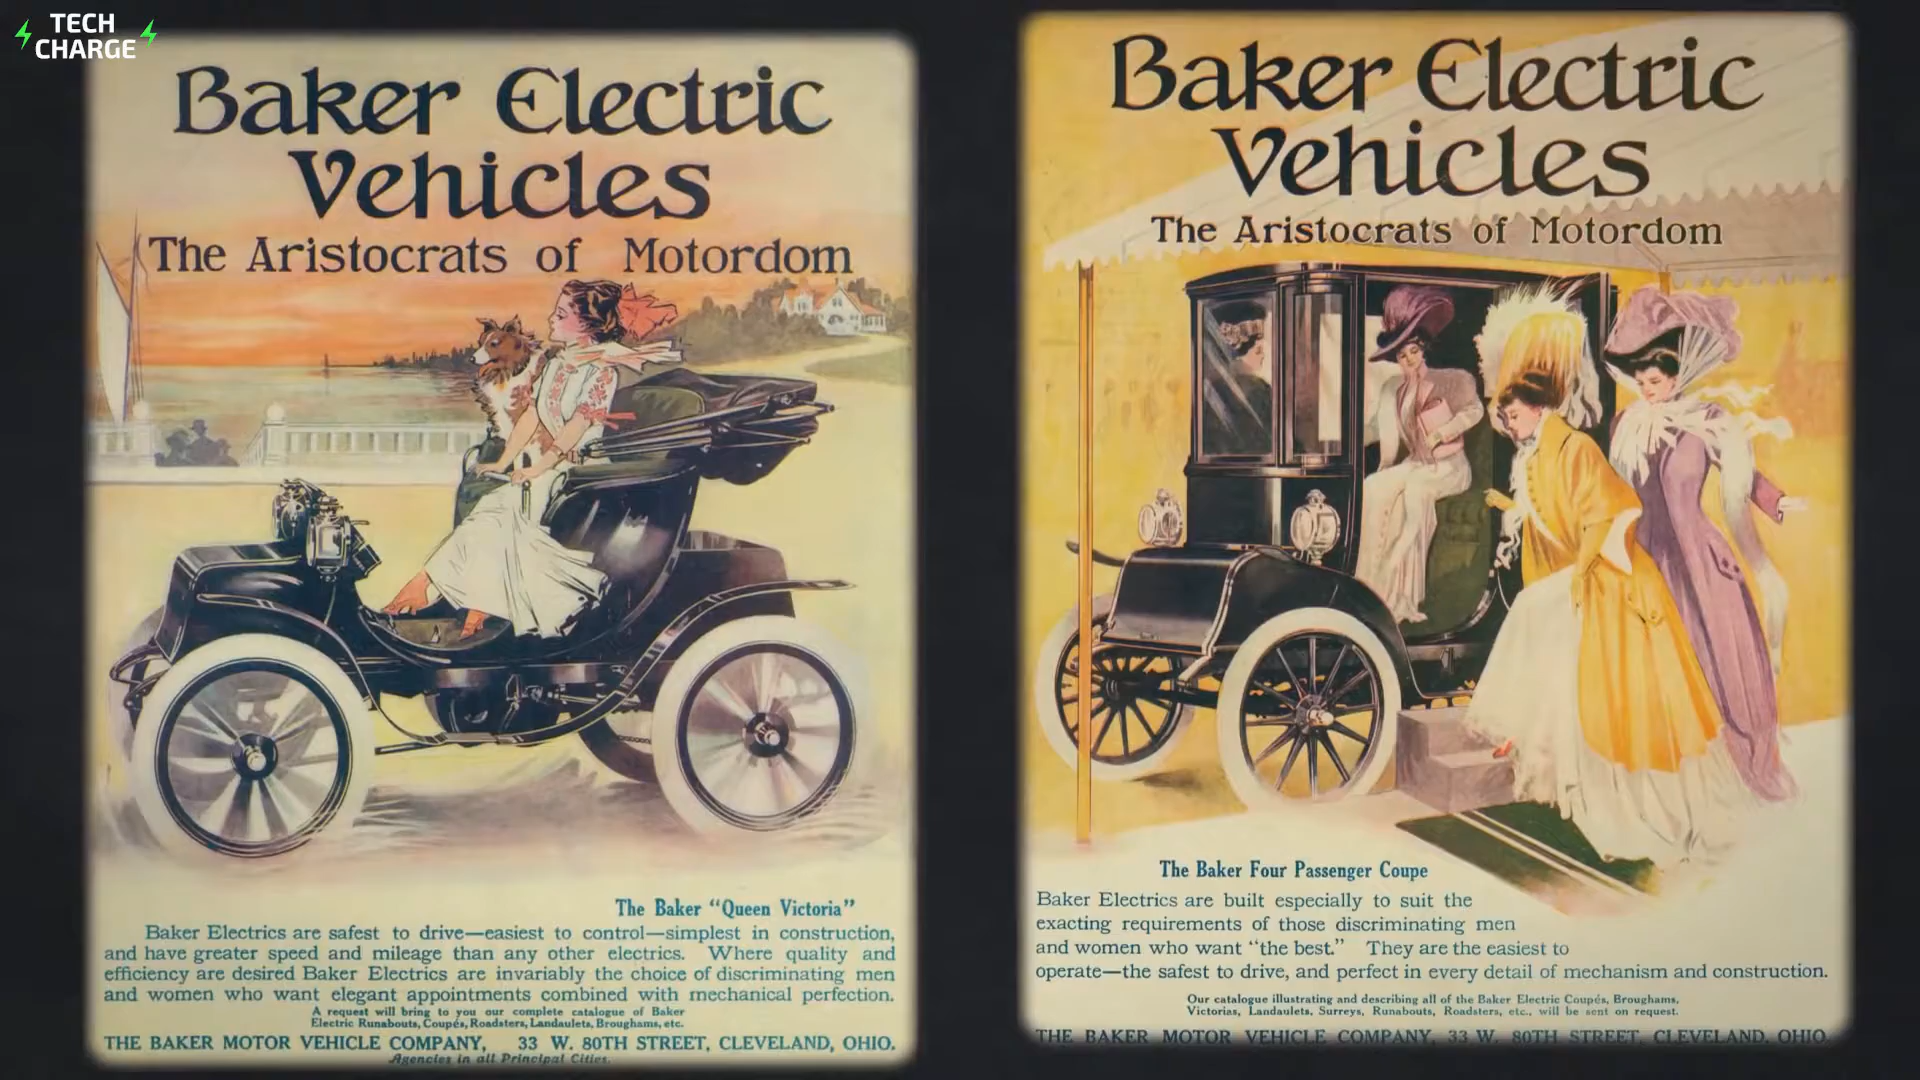 TECH
CHARGE
Baker Electric
Vehicles
The Aristocrats of Motordom
The Baker "Queen Victoria"
Baker Electrics are safest to drive—easiest to control—simplest in construction,
and have greater speed and mileage than any other electrics. Where quality and
efficiency are desired Baker Electrics are invariably the choice of discriminating men
and women who want elegant appointments combined with mechanical perfection.
A request will bring to you our complete catalogue of Baker
Electric Runabouts, Coupés, Roadsters, Landaulets, Broughams, etc.
THE BAKER MOTOR VEHICLE COMPANY, 33 W. 80TH STREET, CLEVELAND, OHIO.
Agencies in all Principal Cities.
Baker Electric
Vehicles
The Aristocrats of Motordom
The Baker Four Passenger Coupe
Baker Electrics are built especially to suit the
exacting requirements of those discriminating men
and women who want "the best." They are the easiest to
operate—the safest to drive, and perfect in every detail of mechanism and construction.
Our catalogue illustrating and describing all of the Baker Electric Coupés, Broughams,
Victorias, Landaulets, Surreys, Runabouts, Roadsters, etc., will be sent on request.
THE BAKER MOTOR VEHICLE COMPANY, 33 W. 80TH STREET, CLEVELAND, OHIO.